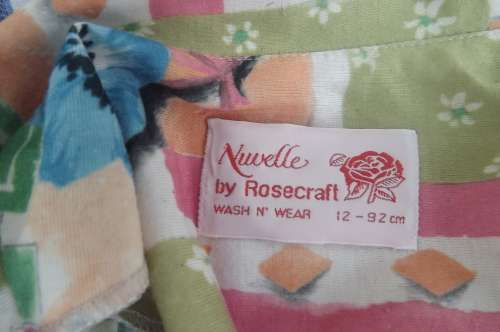 Nuvelle
by Rosecraft
WASH N' WEAR 12 - 92 cm